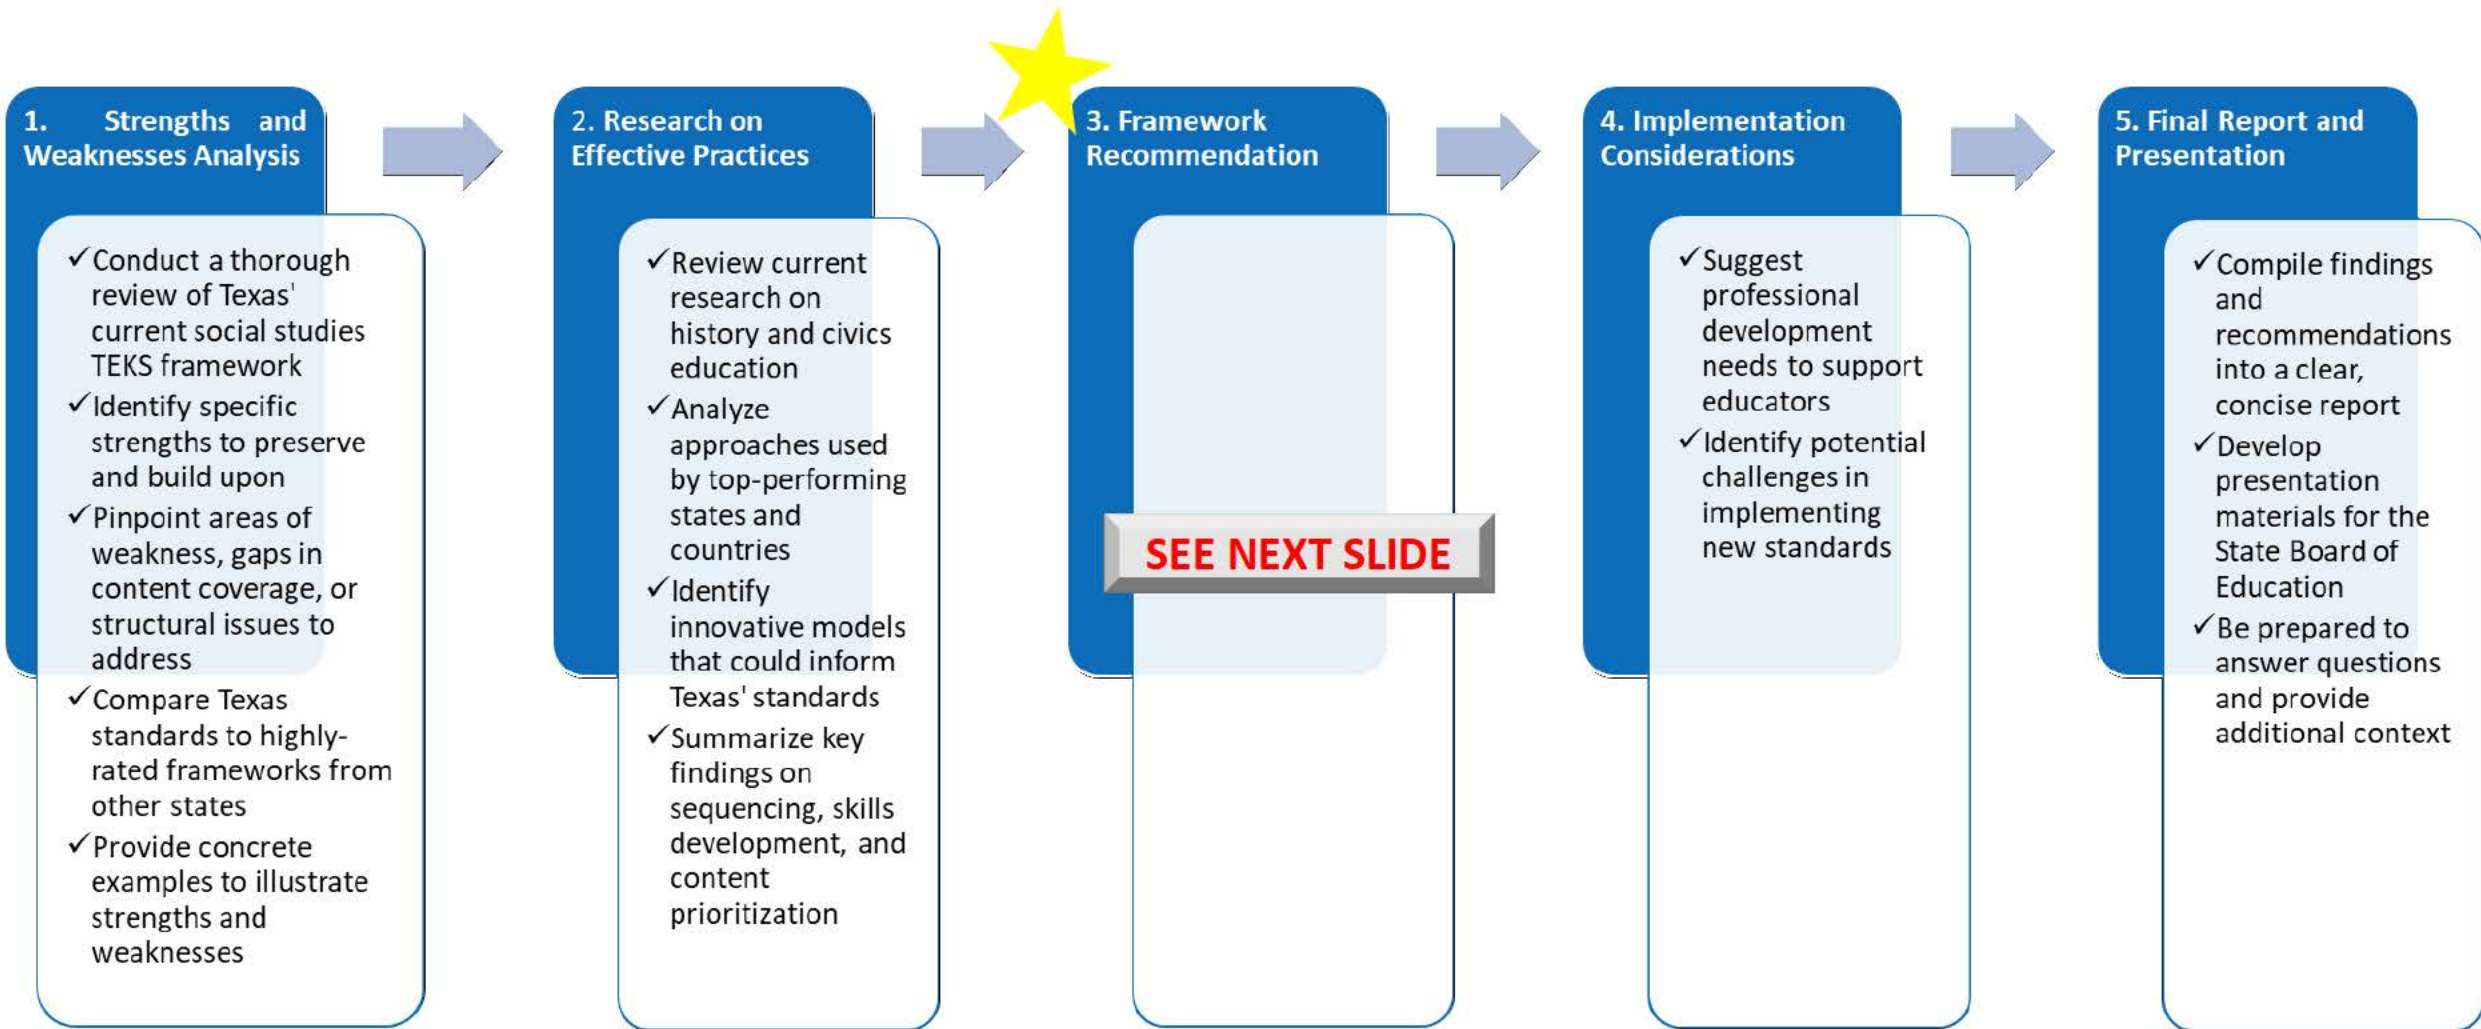 1. Strengths and
Weaknesses Analysis
✓Conduct a thorough
review of Texas'
current social studies
TEKS framework
✓Identify specific
strengths to preserve
and build upon
✓Pinpoint areas of
weakness, gaps in
content coverage, or
structural issues to
address
✓Compare Texas
standards to highly-
rated frameworks from
other states
✓Provide concrete
examples to illustrate
strengths and
weaknesses
2. Research on
Effective Practices
✓Review current
research on
history and civics
education
✓Analyze
approaches used
by top-performing
states and
countries
✓Identify
innovative models
that could inform
Texas' standards
✓Summarize key
findings on
sequencing, skills
development, and
content
prioritization
3. Framework
Recommendation
SEE NEXT SLIDE
4. Implementation
Considerations
✓Suggest
professional
development
needs to support
educators
✓Identify potential
challenges in
implementing
new standards
5. Final Report and
Presentation
✓Compile findings
and
recommendations
into a clear,
concise report
✓Develop
presentation
materials for the
State Board of
Education
✓Be prepared to
answer questions
and provide
additional context